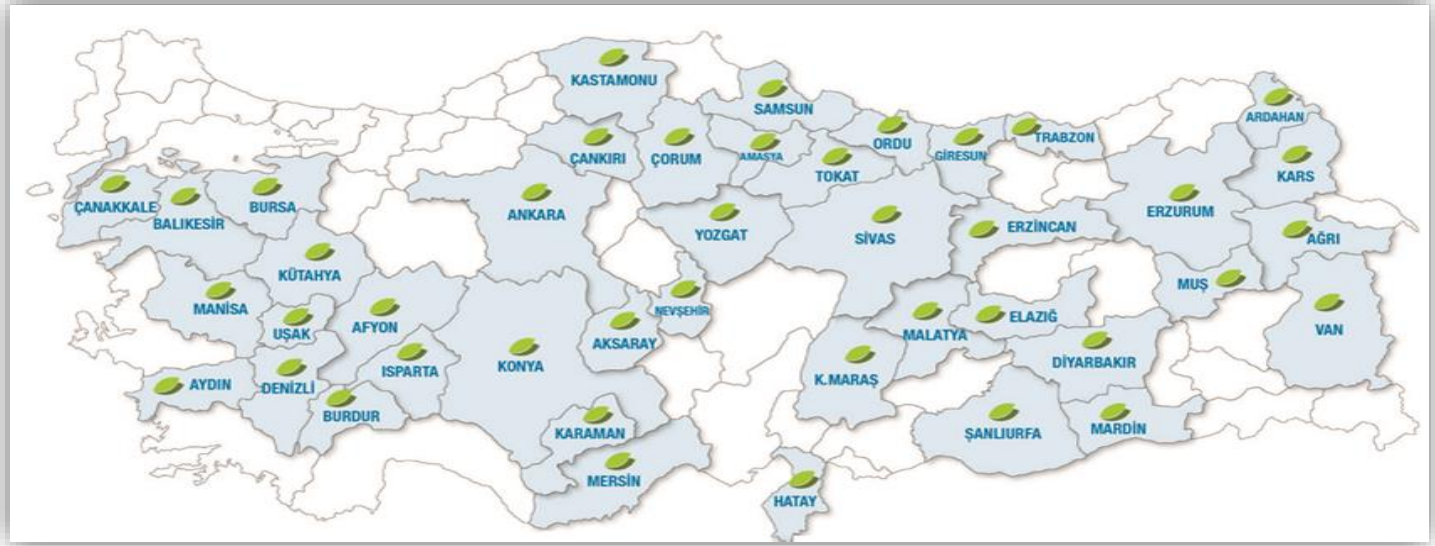 KASTAMONU
SAMSUN
ARDAHAN
TRABZON
ORDU
GİRESUN
ÇANKIRI
ÇORUM
AMASYA
TOKAT
KARS
ÇANAKKALE
BALIKESİR
BURSA
ANKARA
YOZGAT
SİVAS
ERZİNCAN
ERZURUM
AĞRI
KÜTAHYA
MUŞ
MANİSA
UŞAK
AFYON
NEVŞEHİR
AKSARAY
MALATYA
ELAZIĞ
VAN
AYDIN
DENİZLİ
ISPARTA
KONYA
K.MARAŞ
DİYARBAKIR
BURDUR
KARAMAN
ŞANLIURFA
MARDİN
MERSİN
HATAY